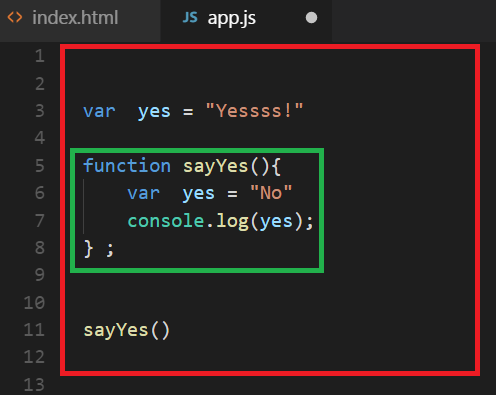 <> index.html JS app.js ●
1
2
3 var  yes = "Yessss!"
4
5 function sayYes(){
6     var  yes = "No"
7     console.log(yes);
8 } ;
9
10
11 sayYes()
12
13